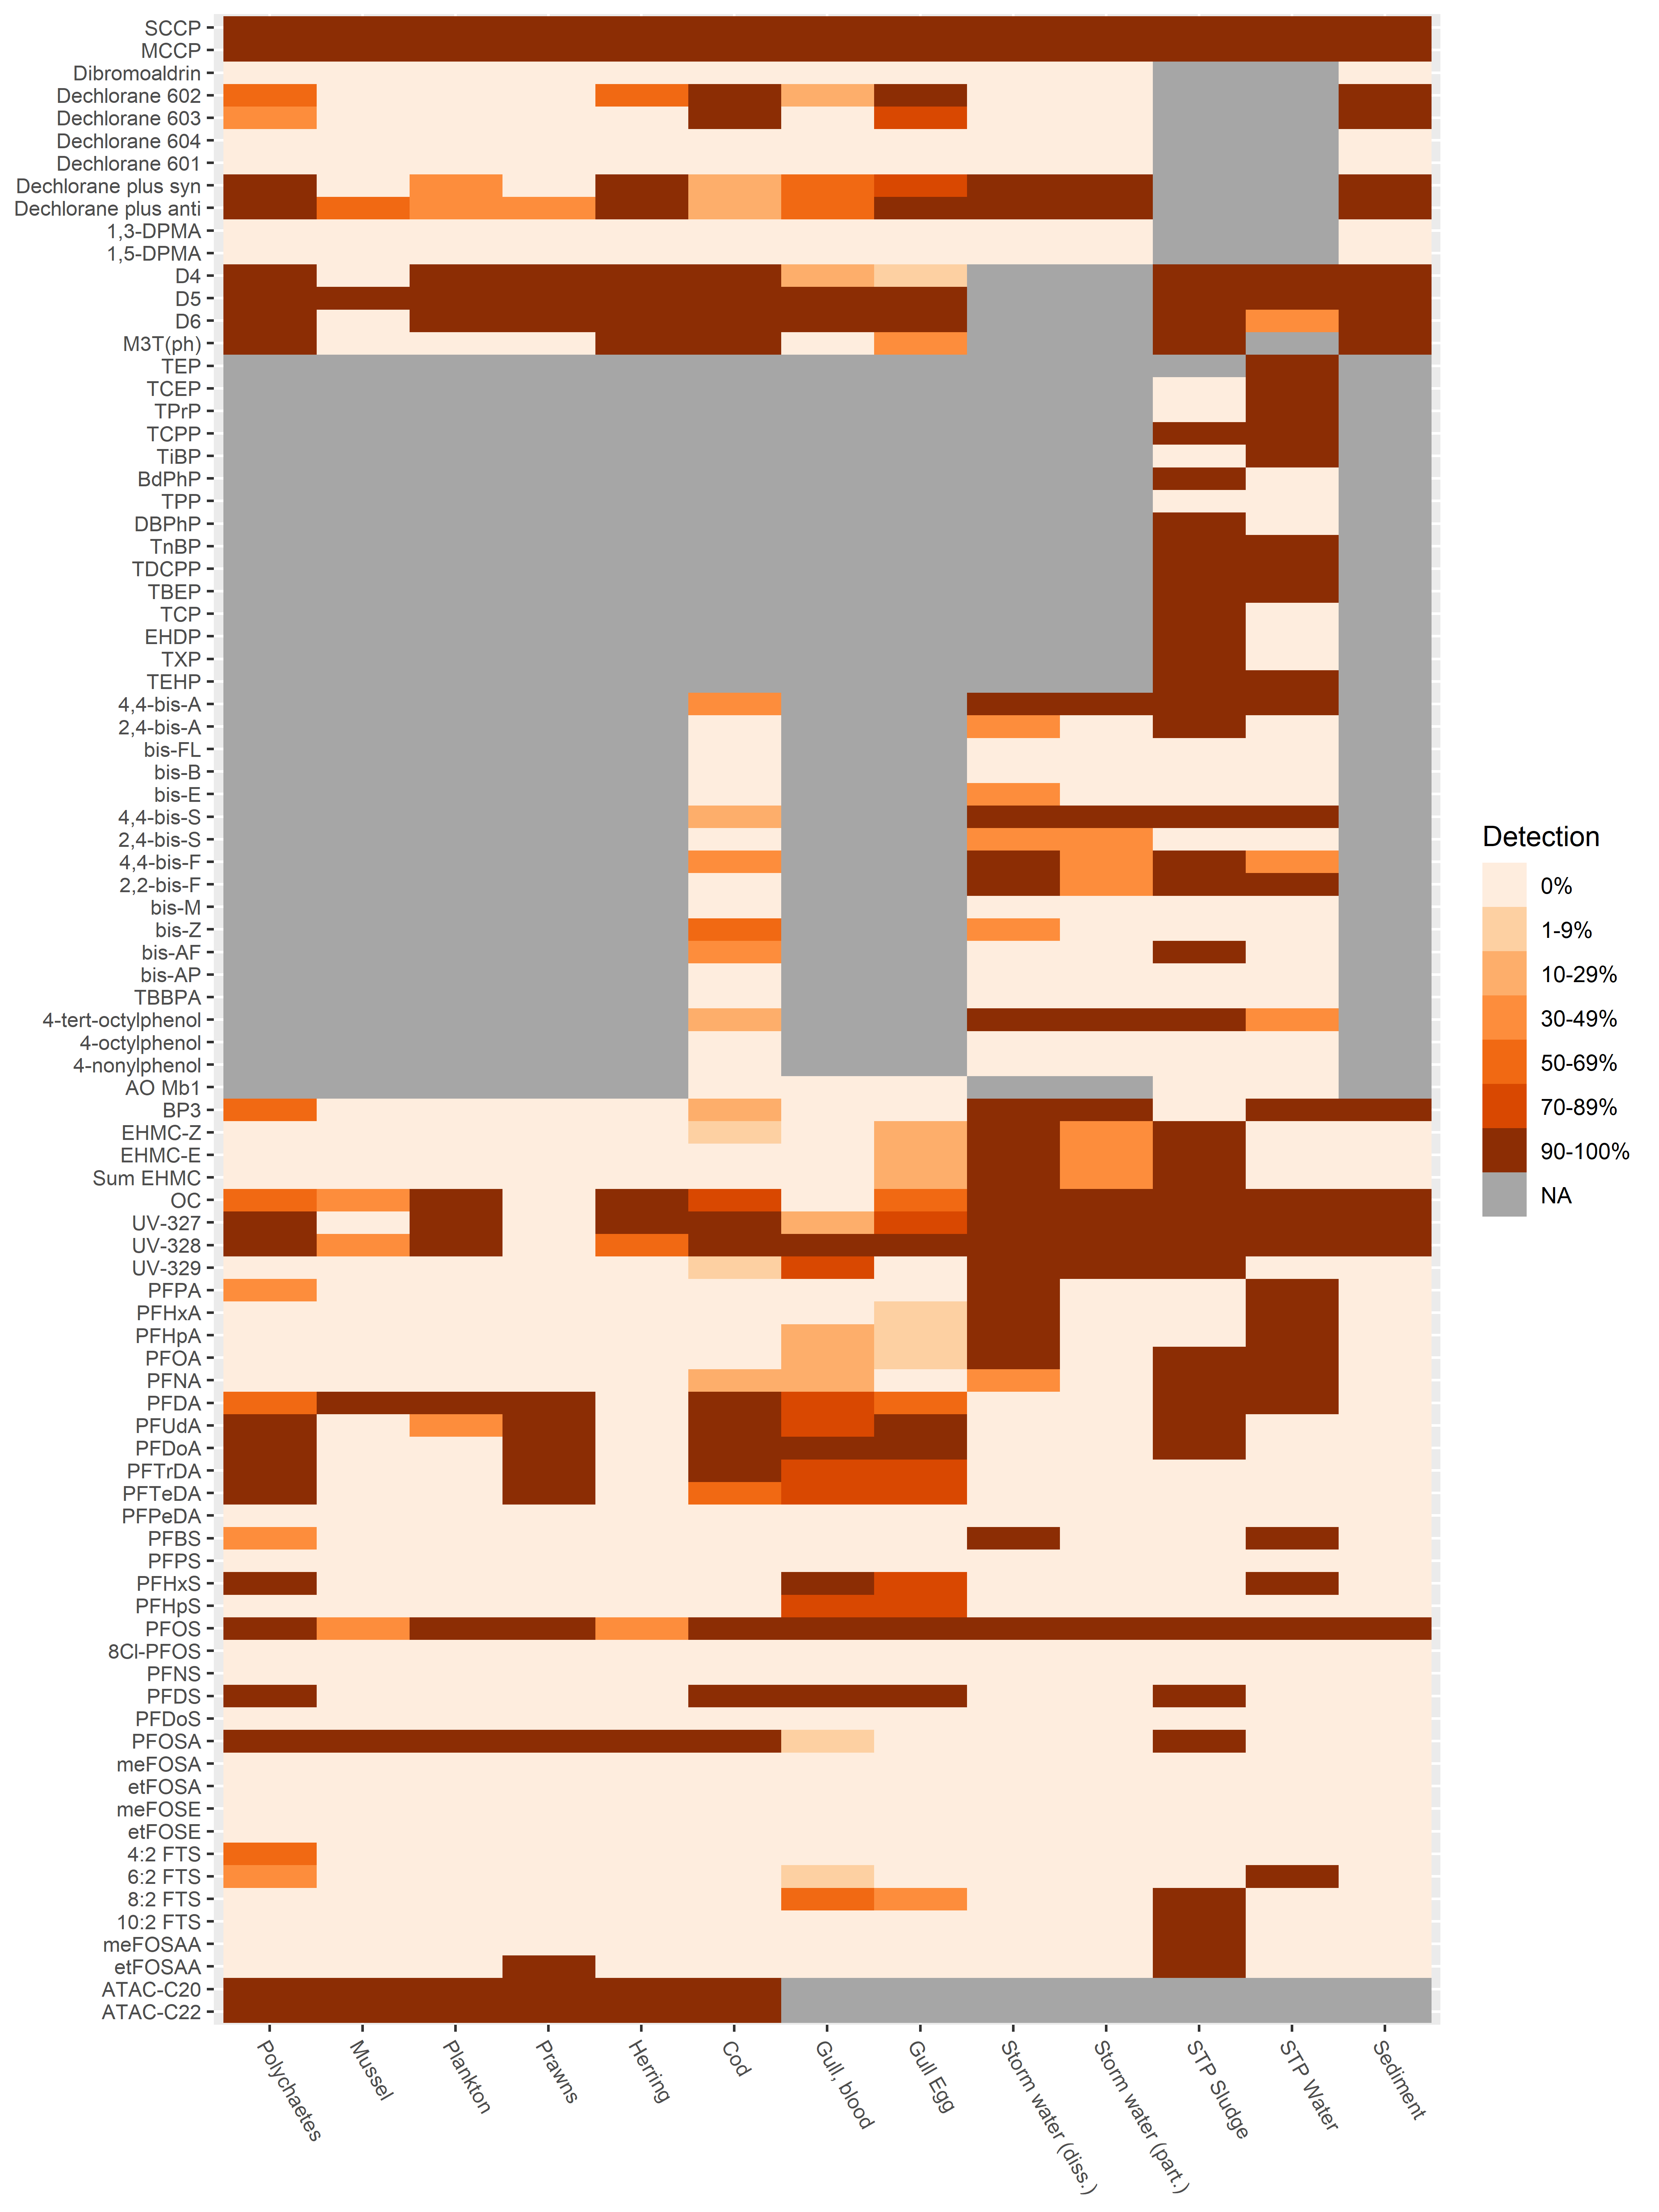 SCCP
MCCP
Dibromoaldrin
Dechlorane 602
Dechlorane 603
Dechlorane 604
Dechlorane 601
Dechlorane plus syn
Dechlorane plus anti
1,3-DPMA
1,5-DPMA
D4
D5
D6
M3T(ph)
TEP
TCEP
TPrP
TCPP
TiBP
BdPhP
TPP
DBPhP
TnBP
TDCPP
TBEP
TCP
EHDP
TXP
TEHP
4,4-bis-A
2,4-bis-A
bis-FL
bis-B
bis-E
4,4-bis-S
2,4-bis-S
4,4-bis-F
2,2-bis-F
bis-M
bis-Z
bis-AF
bis-AP
TBBPA
4-tert-octylphenol
4-octylphenol
4-nonylphenol
AO Mb1
BP3
EHMC-Z
EHMC-E
Sum EHMC
OC
UV-327
UV-328
UV-329
PFPA
PFHxA
PFHpA
PFOA
PFNA
PFDA
PFUdA
PFDoA
PFTrDA
PFTeDA
PFPeDA
PFBS
PFPS
PFHxS
PFHpS
PFOS
8Cl-PFOS
PFNS
PFDS
PFDoS
PFOSA
meFOSA
etFOSA
meFOSE
etFOSE
4:2 FTS
6:2 FTS
8:2 FTS
10:2 FTS
meFOSAA
etFOSAA
ATAC-C20
ATAC-C22
Polychaetes
Mussel
Plankton
Prawns
Herring
Cod
Gull, blood
Gull Egg
Storm water (diss.)
Storm water (part.)
STP Sludge
STP Water
Sediment
Detection
0%
1-9%
10-29%
30-49%
50-69%
70-89%
90-100%
NA